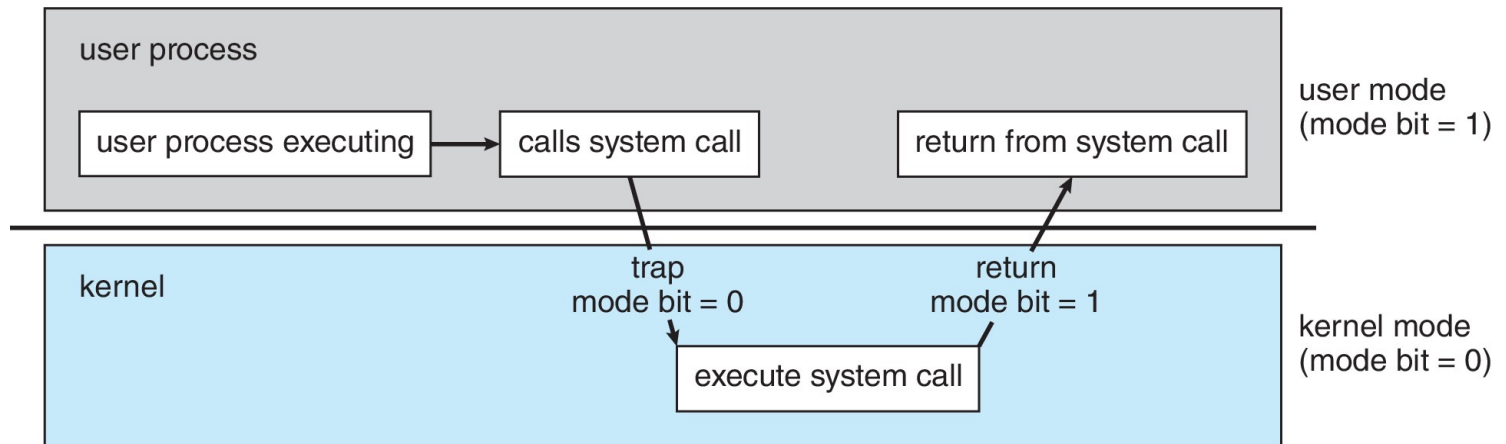 user process
user process executing
calls system call
return from system call
user mode
(mode bit = 1)
kernel
trap
mode bit = 0
return
mode bit = 1
execute system call
kernel mode
(mode bit = 0)